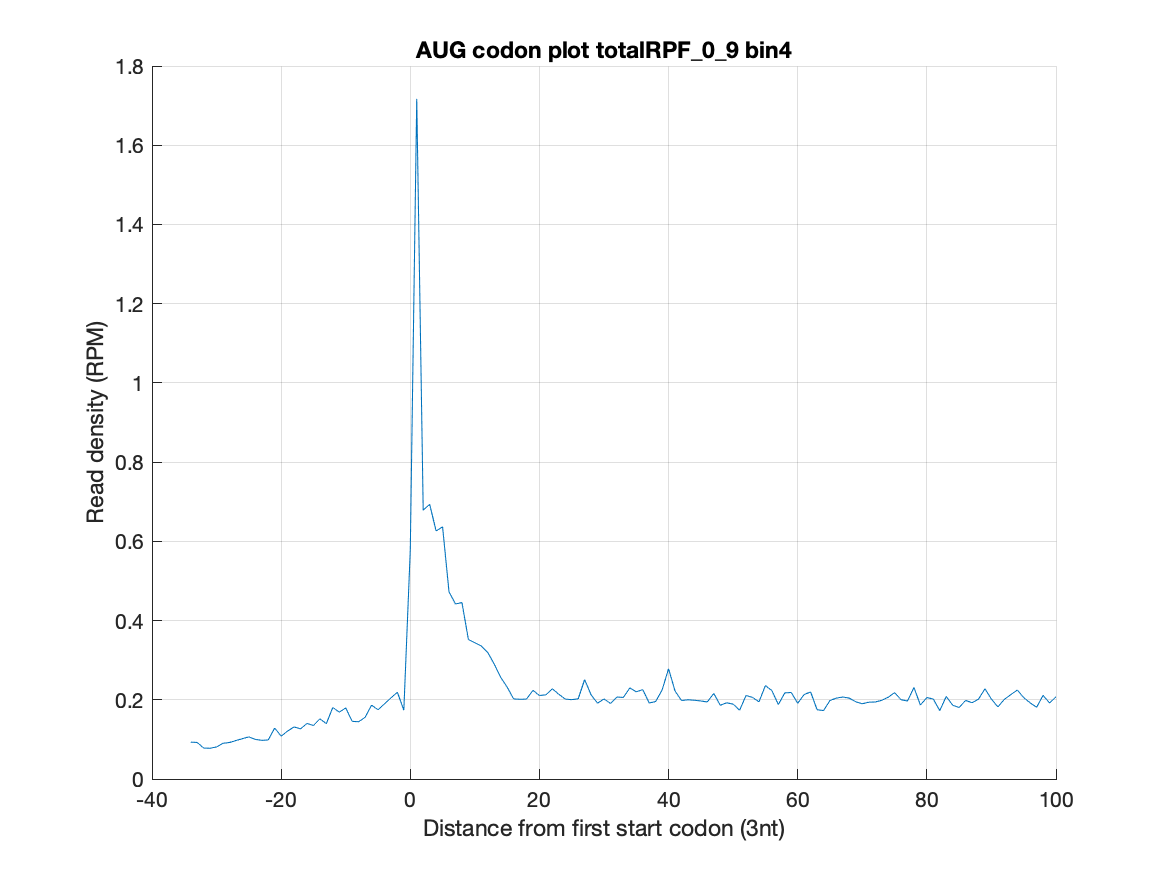 AUG codon plot totalRPF_0_9 bin4
1.8
1.6
1.4
1.2
1
0.8
0.6
0.4
0.2
0
Read density (RPM)
-40 -20 0 20 40 60 80 100
Distance from first start codon (3nt)